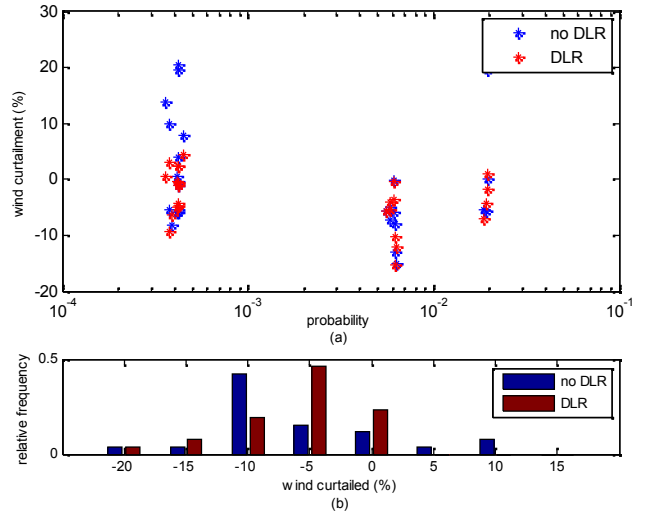 30
20
10
0
-10
-20
wind curtailment (%)
no DLR
DLR
10-4
10-3
10-2
10-1
probability
(a)
0.5
0
relative frequency
no DLR
DLR
-20
-15
-10
-5
0
5
10
15
wind curtailed (%)
(b)